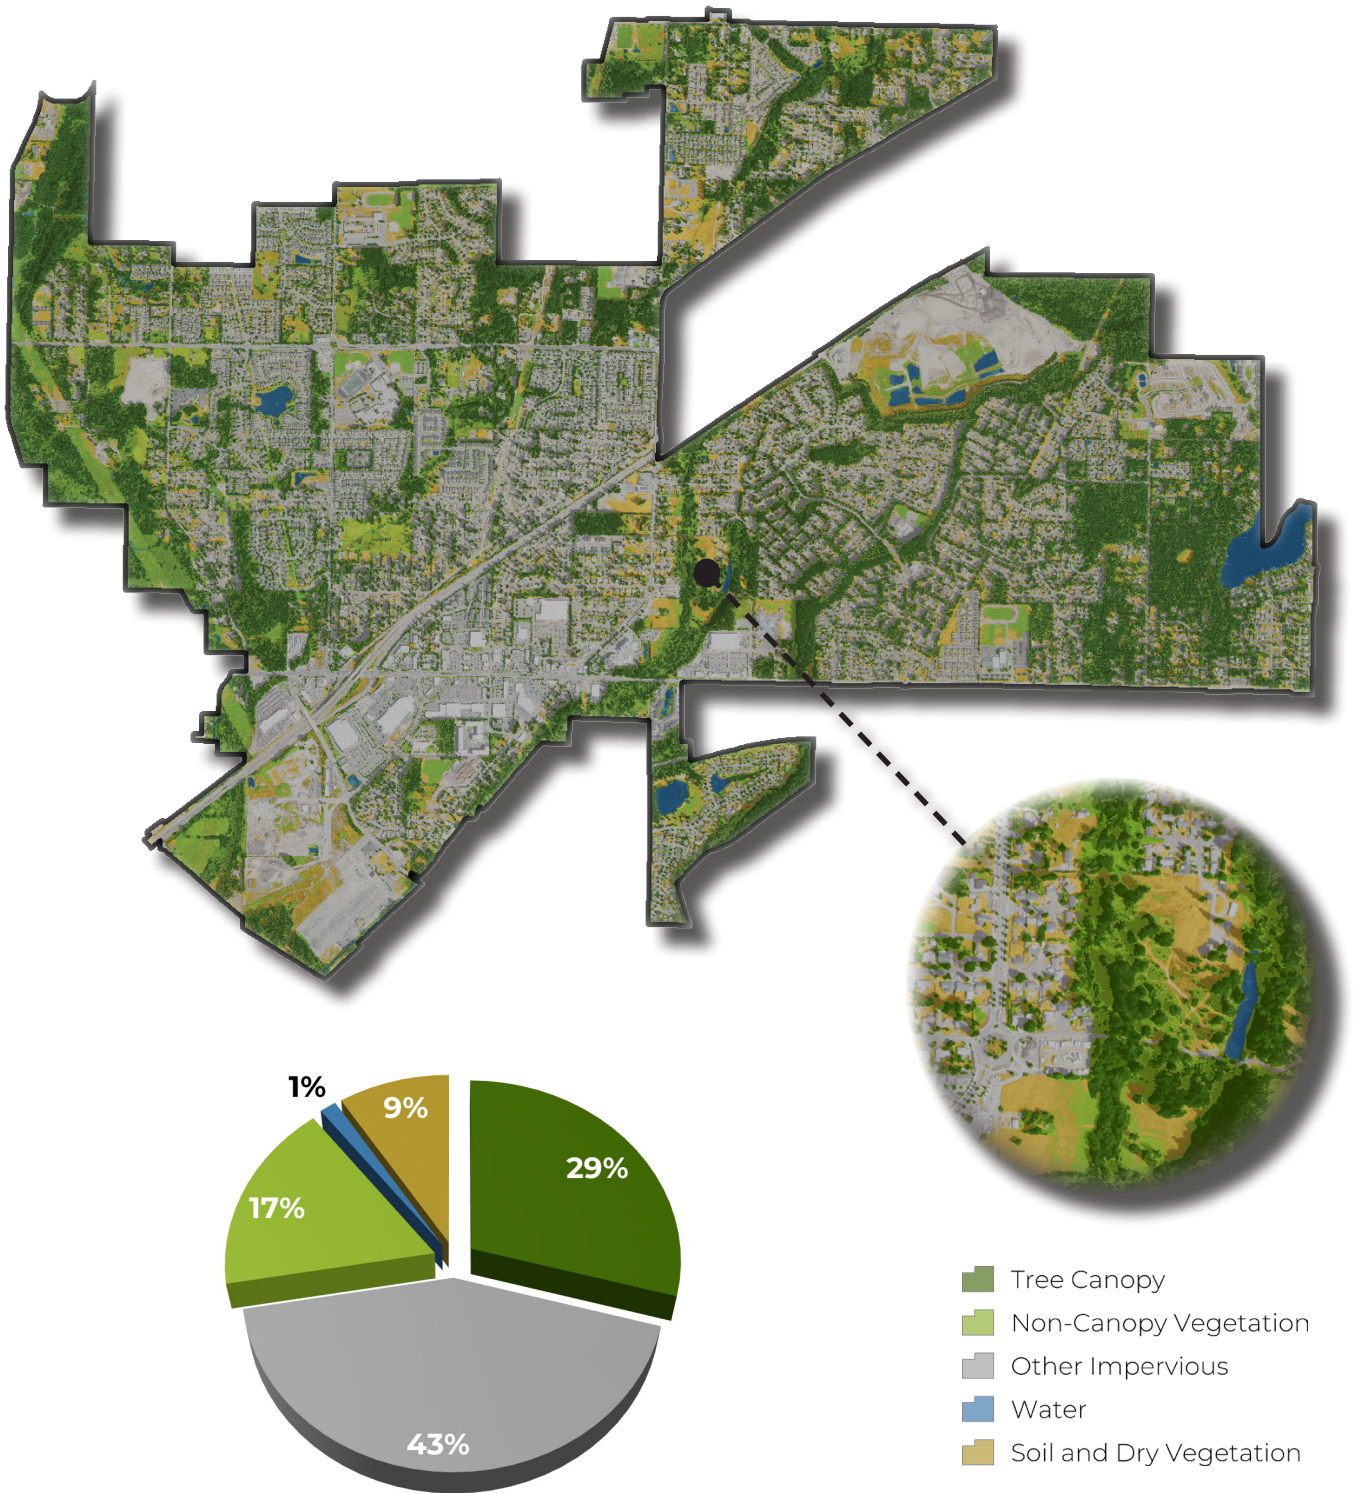 1%
9%
29%
17%
43%
Tree Canopy
Non-Canopy Vegetation
Other Impervious
Water
Soil and Dry Vegetation